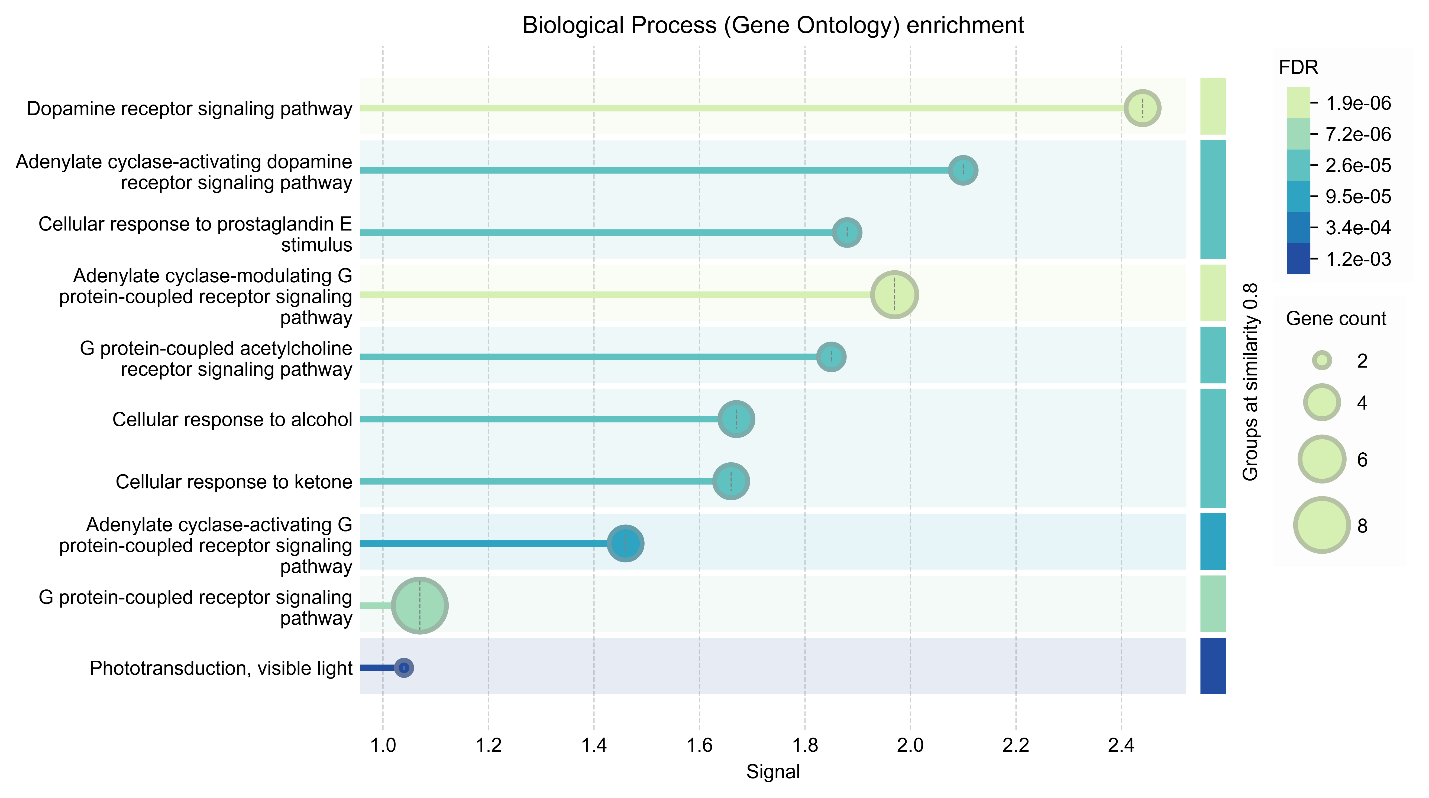 Biological Process (Gene Ontology) enrichment
Dopamine receptor signaling pathway
Adenylate cyclase-activating dopamine
receptor signaling pathway
Cellular response to prostaglandin E
stimulus
Adenylate cyclase-modulating G
protein-coupled receptor signaling
pathway
G protein-coupled acetylcholine
receptor signaling pathway
Cellular response to alcohol
Cellular response to ketone
Adenylate cyclase-activating G
protein-coupled receptor signaling
pathway
G protein-coupled receptor signaling
pathway
Phototransduction, visible light
1.0 1.2 1.4 1.6 1.8 2.0 2.2 2.4
Signal
Groups at similarity 0.8
FDR
1.9e-06
7.2e-06
2.6e-05
9.5e-05
3.4e-04
1.2e-03
Gene count
2
4
6
8